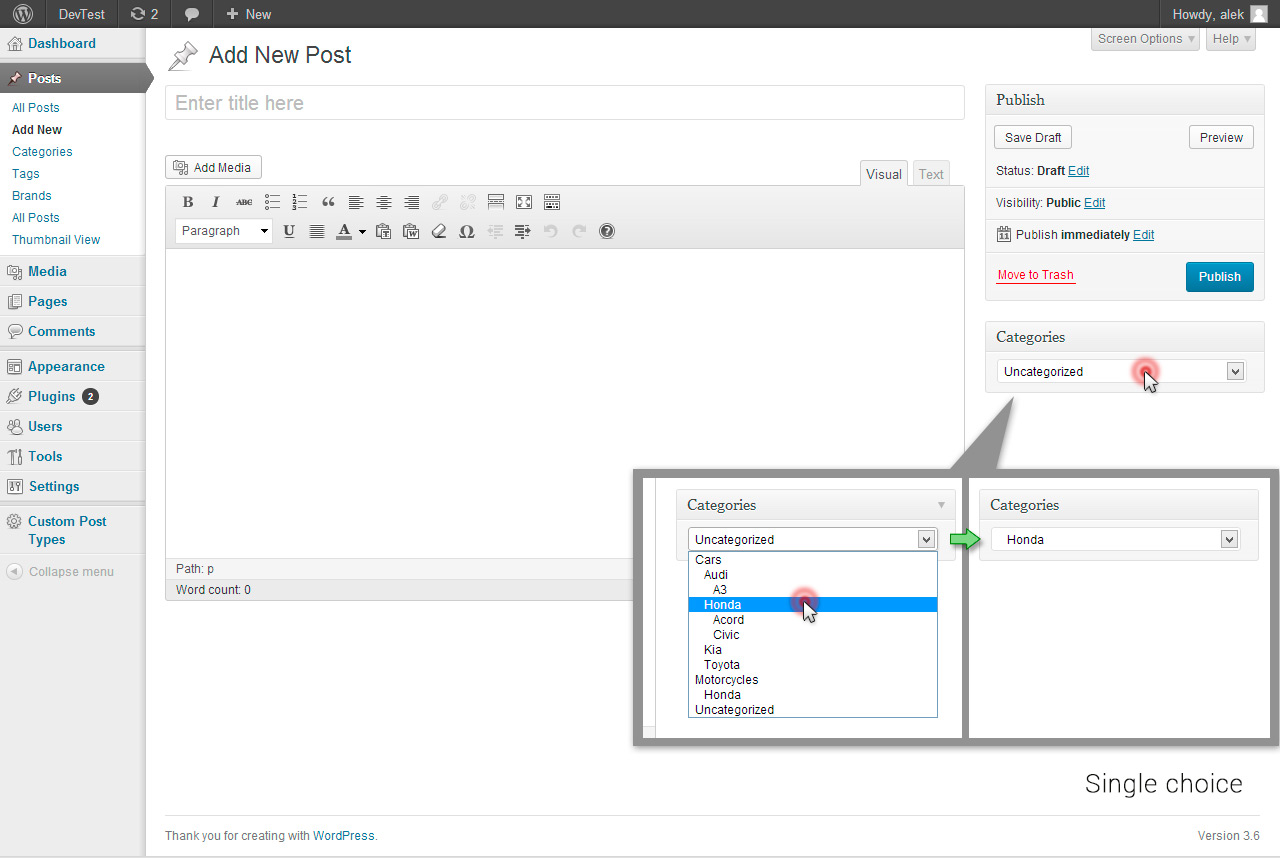 DevTest 2 New Howdy, alek
Screen Options Help
Dashboard
Posts
All Posts
Add New
Categories
Tags
Brands
All Posts
Thumbnail View
Media
Pages
Comments
Appearance
Plugins 2
Users
Tools
Settings
Custom Post
Types
Collapse menu
Add New Post
Enter title here
Add Media
Visual Text
B I ABC
Paragraph U A Ω
Path: p
Word count: 0
Publish
Save Draft Preview
Status: Draft Edit
Visibility: Public Edit
11 Publish immediately Edit
Move to Trash Publish
Categories
Uncategorized
Categories
Uncategorized
Cars
Audi
A3
Honda
Acord
Civic
Kia
Toyota
Motorcycles
Honda
Uncategorized
Categories
Honda
Single choice
Thank you for creating with WordPress. Version 3.6